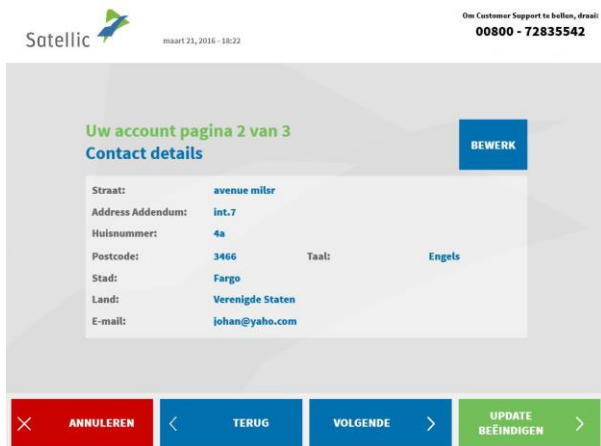 Om Customer Support te bellen, draai:
00800 - 72835542
Satellic
maart 21, 2016 - 18:22
Uw account pagina 2 van 3
Contact details
BEWERK
Straat: avenue milsr
Address Addendum: int.7
Huisnummer: 4a
Postcode: 3466 Taal: Engels
Stad: Fargo
Land: Verenigde Staten
E-mail: johan@yaho.com
ANNULEREN
TERUG
VOLGENDE
UPDATE
BEËINDIGEN